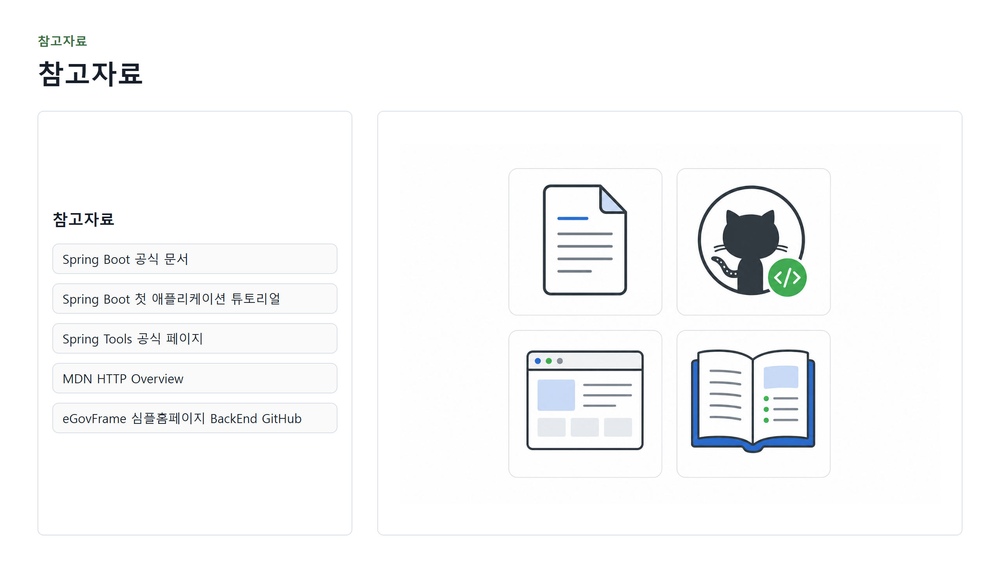 참고자료
참고자료
참고자료
Spring Boot 공식 문서
Spring Boot 첫 애플리케이션 튜토리얼
Spring Tools 공식 페이지
MDN HTTP Overview
eGovFrame 심플홈페이지 BackEnd GitHub